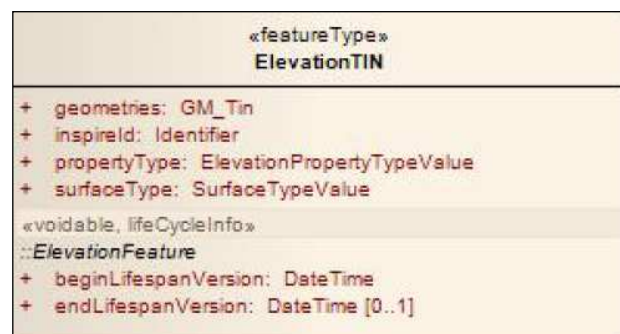 «featureType»
ElevationTIN
+ geometries: GM_Tin
+ inspireId: Identifier
+ propertyType: ElevationPropertyTypeValue
+ surfaceType: SurfaceTypeValue
«voidable, lifeCycleInfo»
::ElevationFeature
+ beginLifespanVersion: DateTime
+ endLifespanVersion: DateTime [0..1]